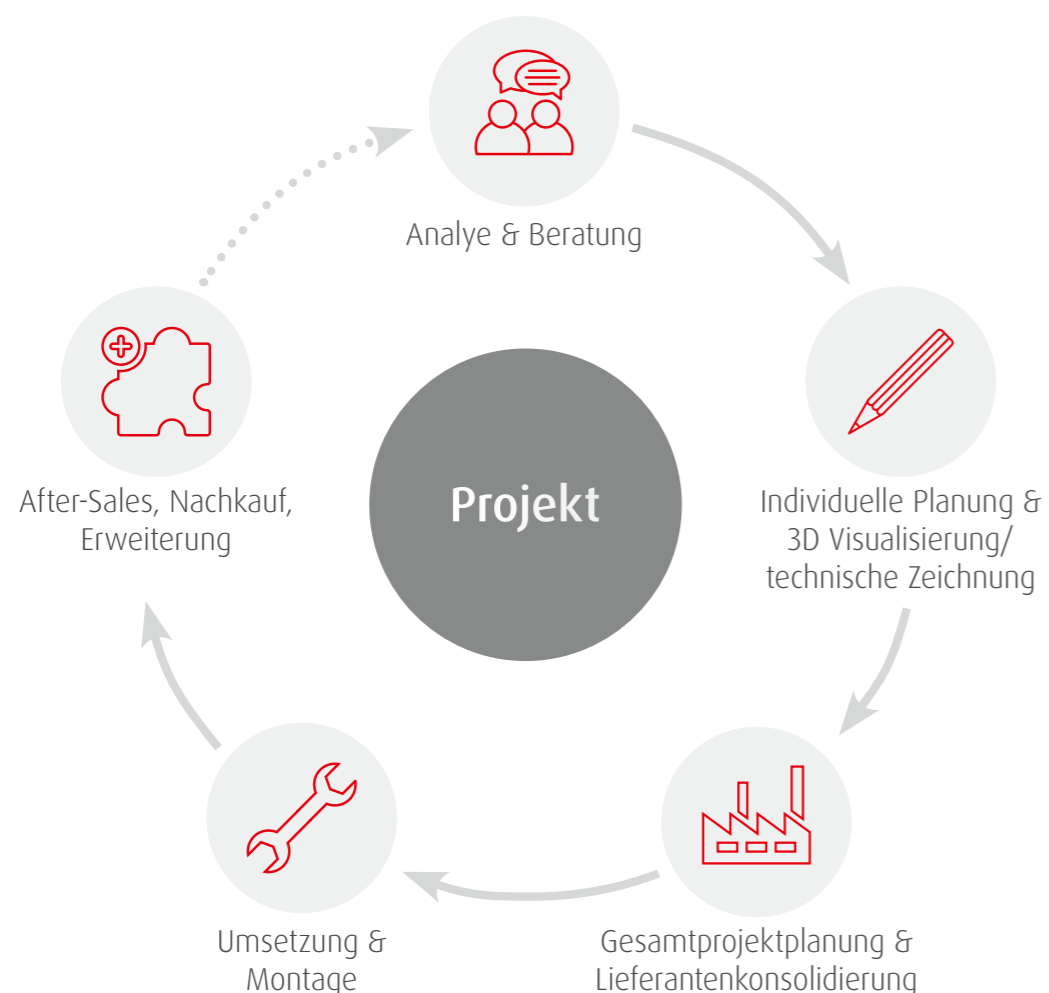 Analye & Beratung
Individuelle Planung &
3D Visualisierung/
technische Zeichnung
Gesamtprojektplanung &
Lieferantenkonsolidierung
Umsetzung &
Montage
After-Sales, Nachkauf,
Erweiterung
Projekt